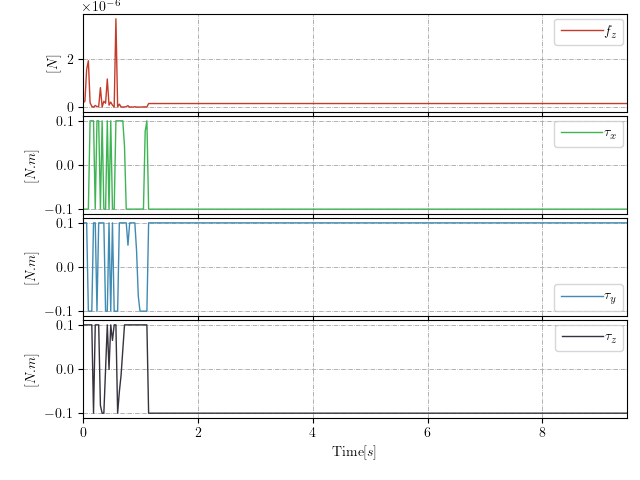 ×10⁻⁶
2
0
[N]
f_z
0.1
0.0
−0.1
[N.m]
τ_x
0.1
0.0
−0.1
[N.m]
τ_y
0.1
0.0
−0.1
[N.m]
τ_z
0 2 4 6 8
Time[s]